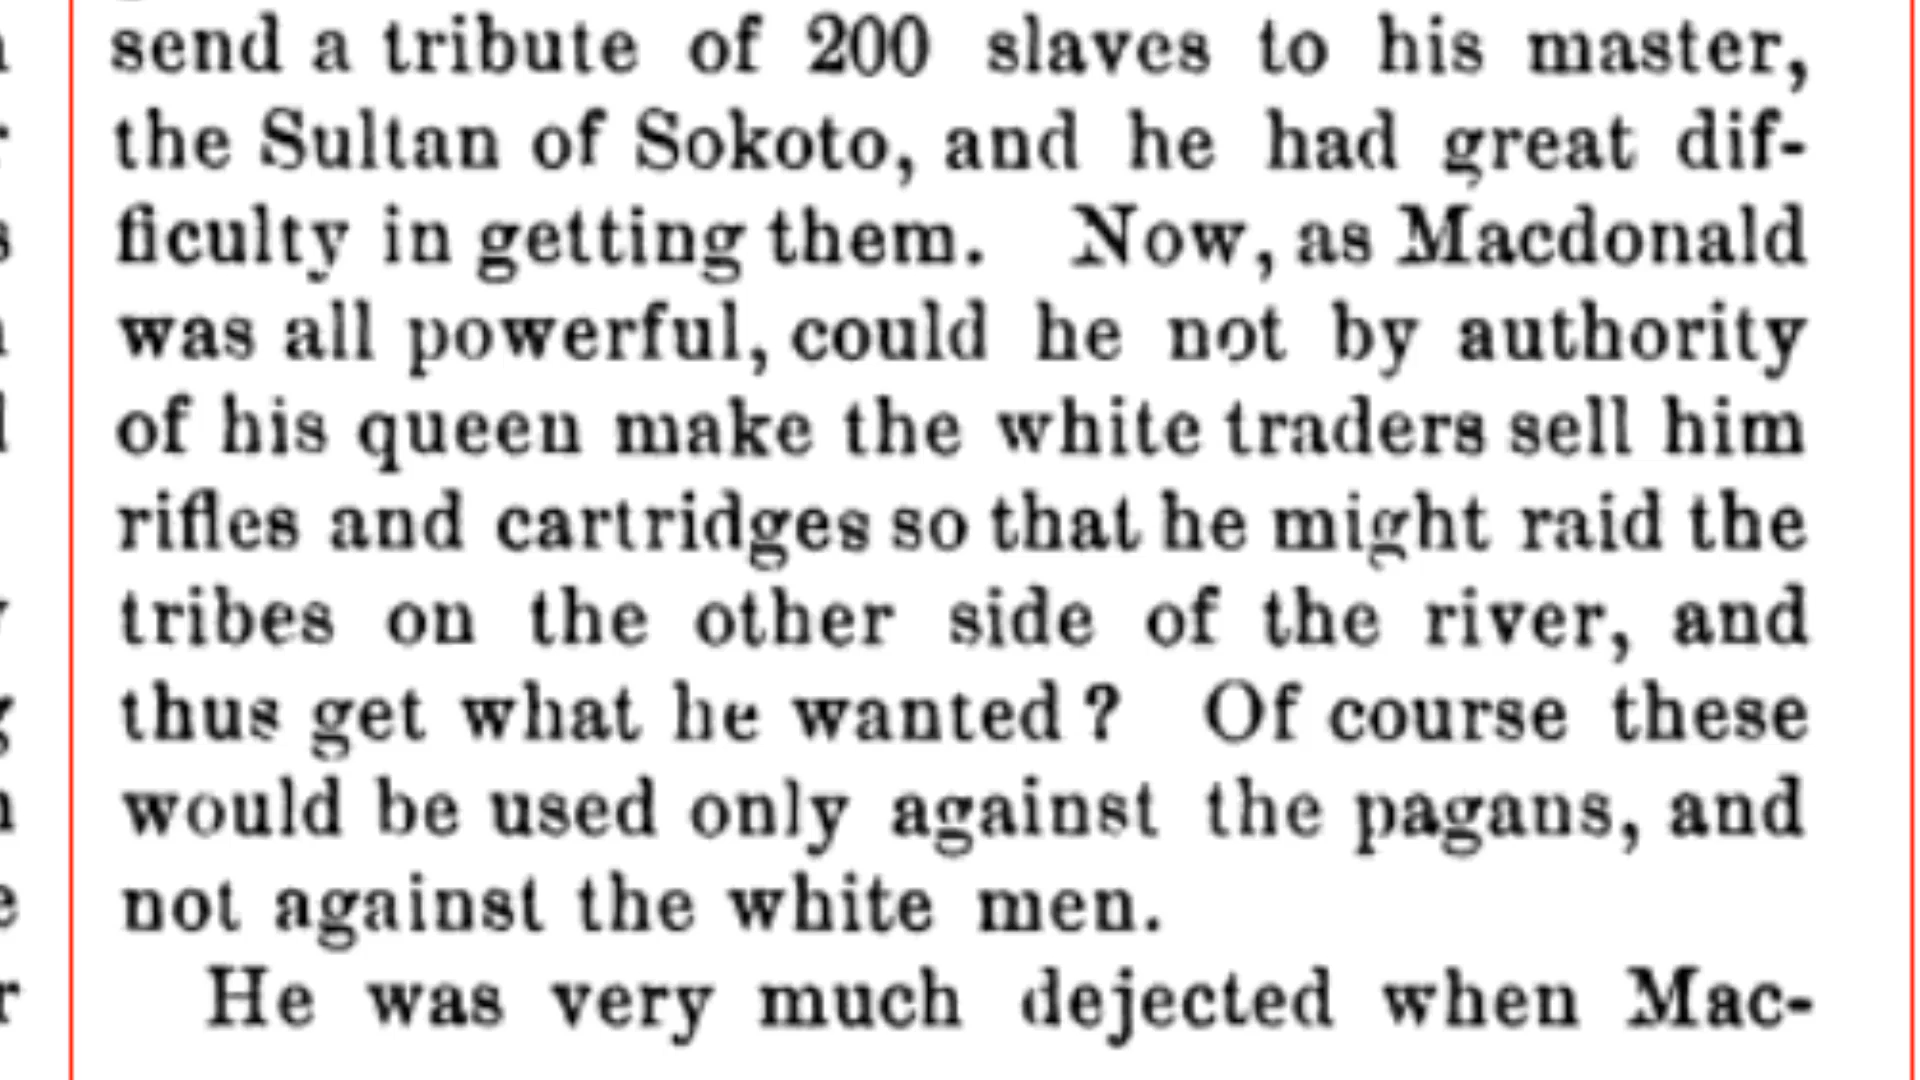 send a tribute of 200 slaves to his master,
the Sultan of Sokoto, and he had great dif-
ficulty in getting them. Now, as Macdonald
was all powerful, could he not by authority
of his queen make the white traders sell him
rifles and cartridges so that he might raid the
tribes on the other side of the river, and
thus get what he wanted? Of course these
would be used only against the pagans, and
not against the white men.
He was very much dejected when Mac-